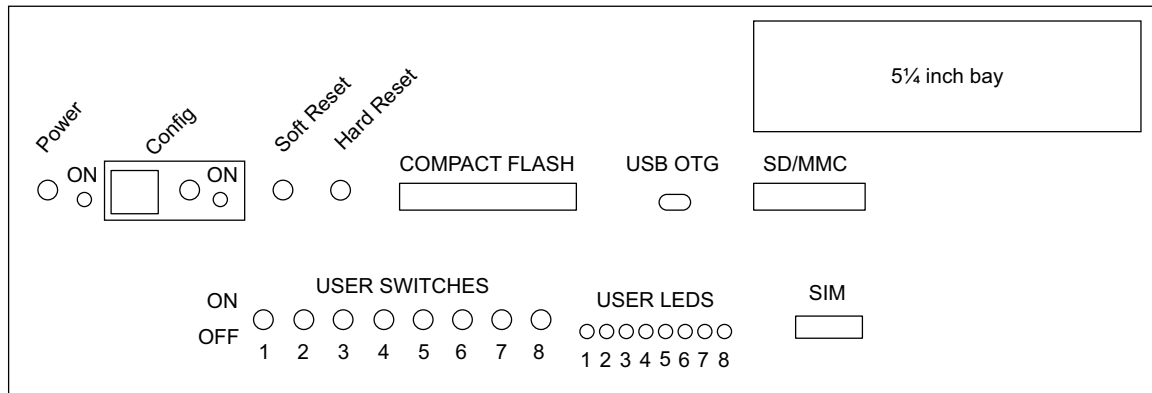 5¼ inch bay
Power
Config
Soft Reset
Hard Reset
ON
ON
COMPACT FLASH
USB OTG
SD/MMC
USER SWITCHES
ON
OFF
1 2 3 4 5 6 7 8
USER LEDS
1 2 3 4 5 6 7 8
SIM